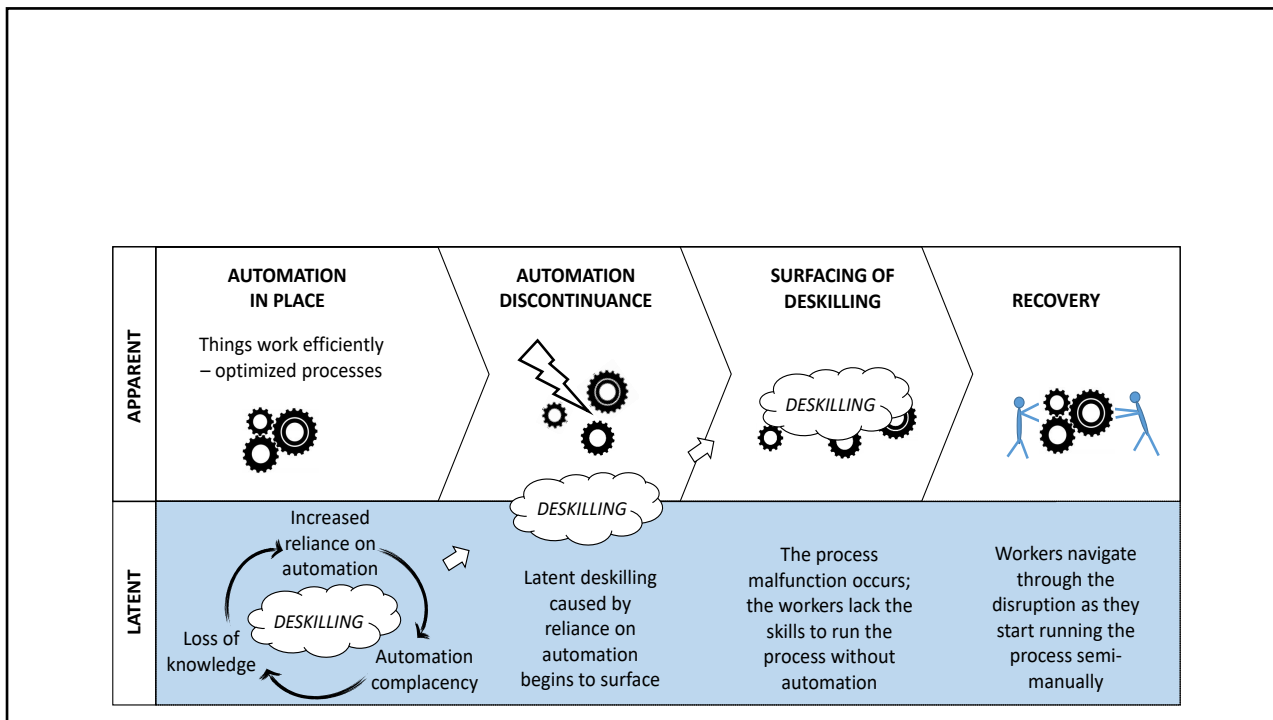 APPARENT
AUTOMATION
IN PLACE
Things work efficiently
– optimized processes
AUTOMATION
DISCONTINUANCE
SURFACING OF
DESKILLING
DESKILLING
RECOVERY
LATENT
Increased
reliance on
automation
DESKILLING
Loss of
knowledge
Automation
complacency
DESKILLING
Latent deskilling
caused by
reliance on
automation
begins to surface
The process
malfunction occurs;
the workers lack the
skills to run the
process without
automation
Workers navigate
through the
disruption as they
start running the
process semi-
manually